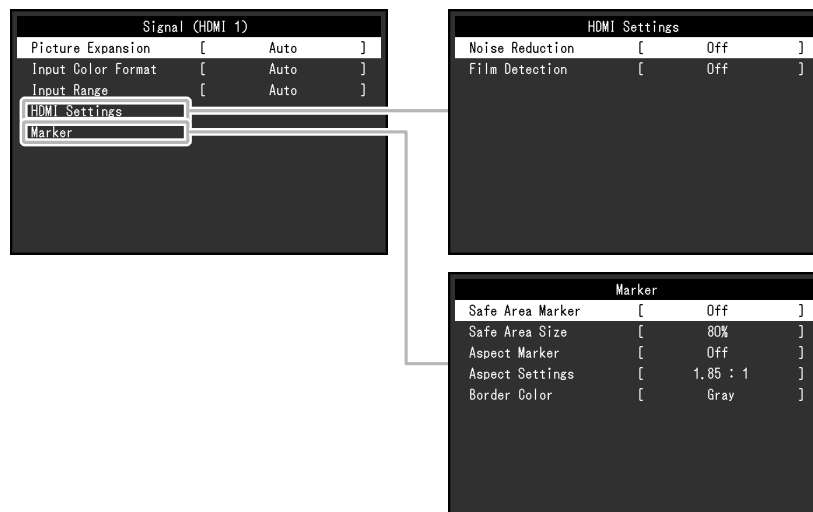 Signal (HDMI 1)
Picture Expansion [ Auto ]
Input Color Format [ Auto ]
Input Range [ Auto ]
HDMI Settings
Marker
HDMI Settings
Noise Reduction [ Off ]
Film Detection [ Off ]
Marker
Safe Area Marker [ Off ]
Safe Area Size [ 80% ]
Aspect Marker [ Off ]
Aspect Settings [ 1.85 : 1 ]
Border Color [ Gray ]